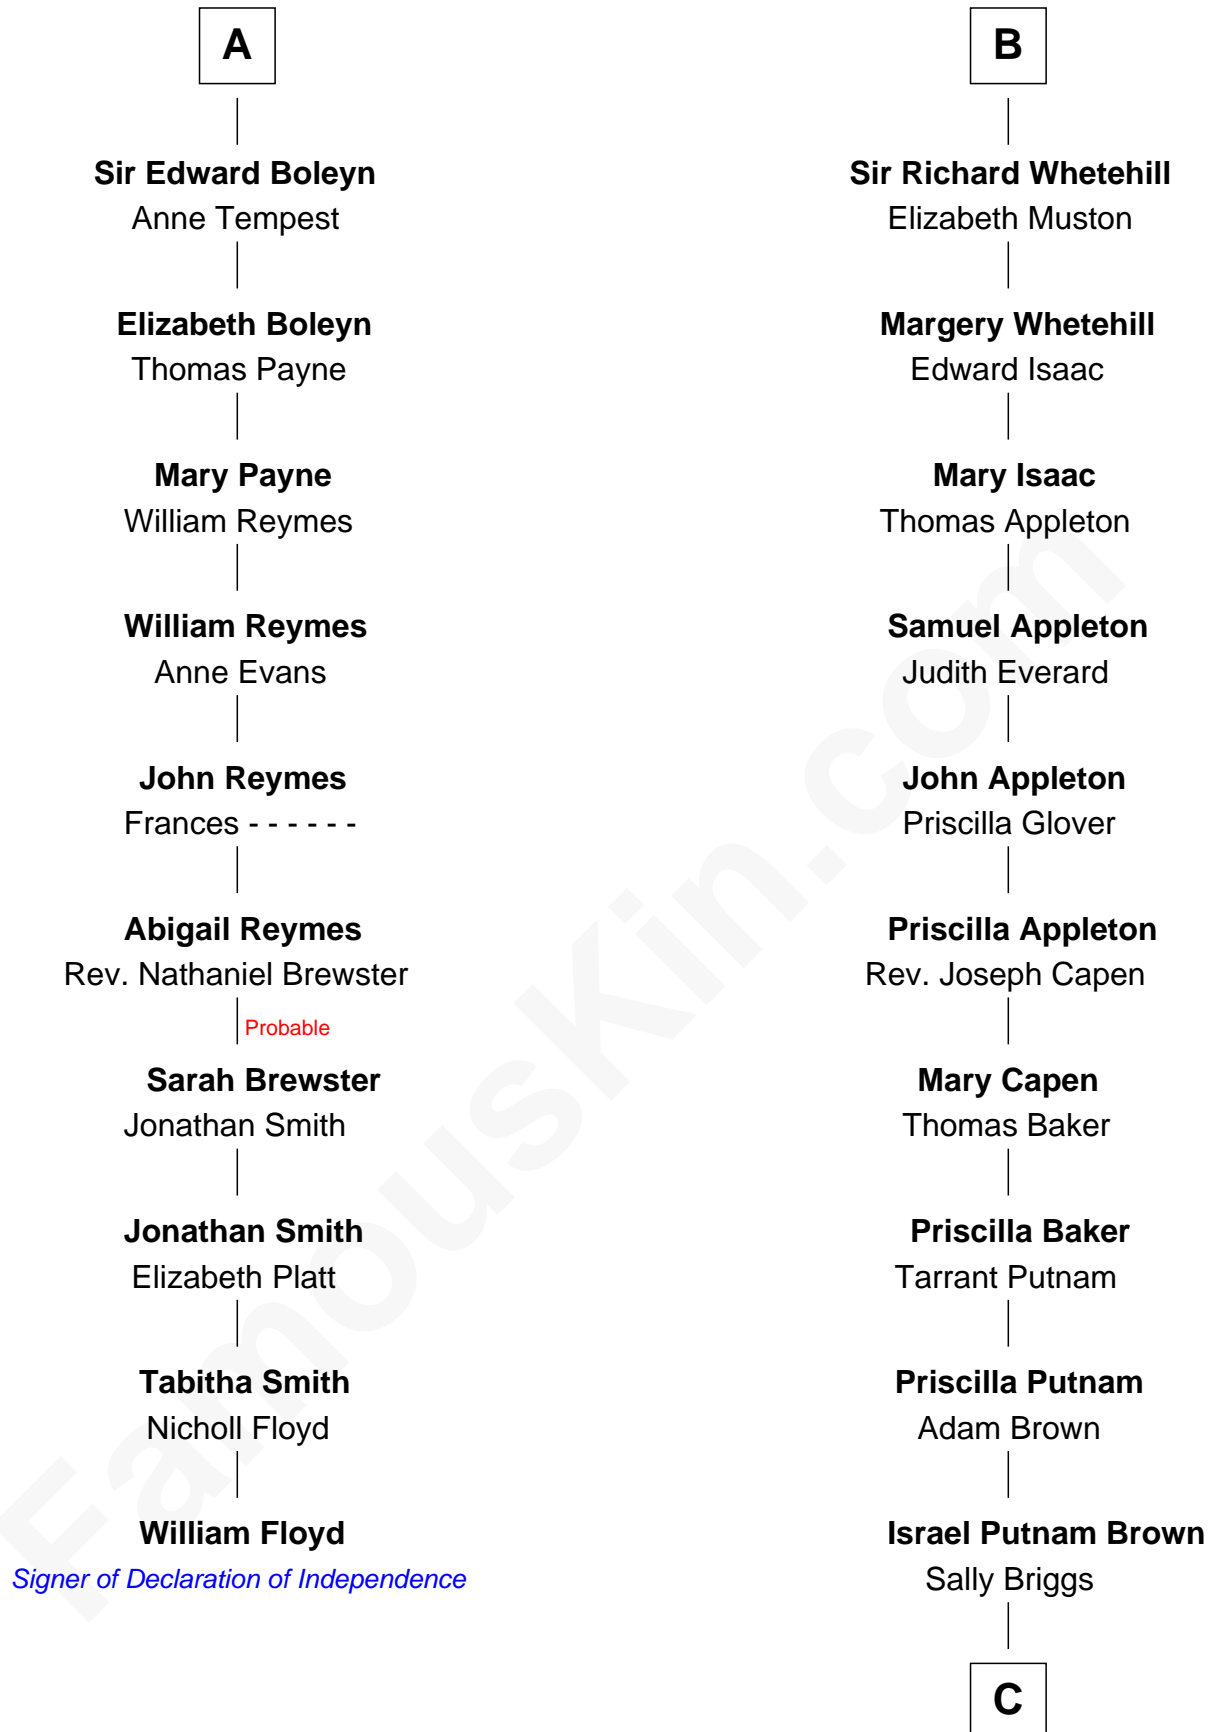 A
Sir Edward Boleyn
Anne Tempest
Elizabeth Boleyn
Thomas Payne
Mary Payne
William Reymes
William Reymes
Anne Evans
John Reymes
Frances - - - - - -
Abigail Reymes
Rev. Nathaniel Brewster
Probable
Sarah Brewster
Jonathan Smith
Jonathan Smith
Elizabeth Platt
Tabitha Smith
Nicholl Floyd
William Floyd
Signer of Declaration of Independence
B
Sir Richard Whetehill
Elizabeth Muston
Margery Whetehill
Edward Isaac
Mary Isaac
Thomas Appleton
Samuel Appleton
Judith Everard
John Appleton
Priscilla Glover
Priscilla Appleton
Rev. Joseph Capen
Mary Capen
Thomas Baker
Priscilla Baker
Tarrant Putnam
Priscilla Putnam
Adam Brown
Israel Putnam Brown
Sally Briggs
C
FamousKin.com